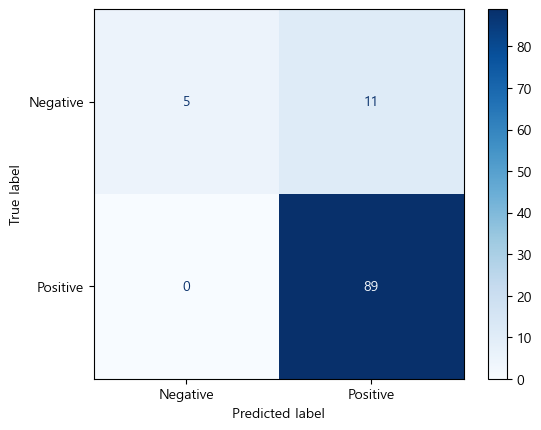 Negative
5
11
True label
Positive
0
89
Negative
Positive
Predicted label
80
70
60
50
40
30
20
10
0